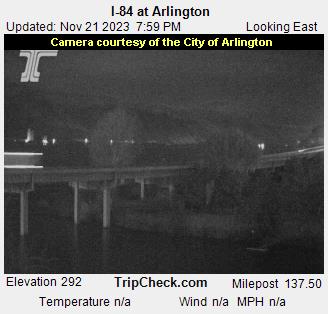 I-84 at Arlington
Updated: Nov 21 2023 7:59 PM Looking East
Camera courtesy of the City of Arlington
Elevation 292 TripCheck.com Milepost 137.50
Temperature n/a Wind n/a MPH n/a